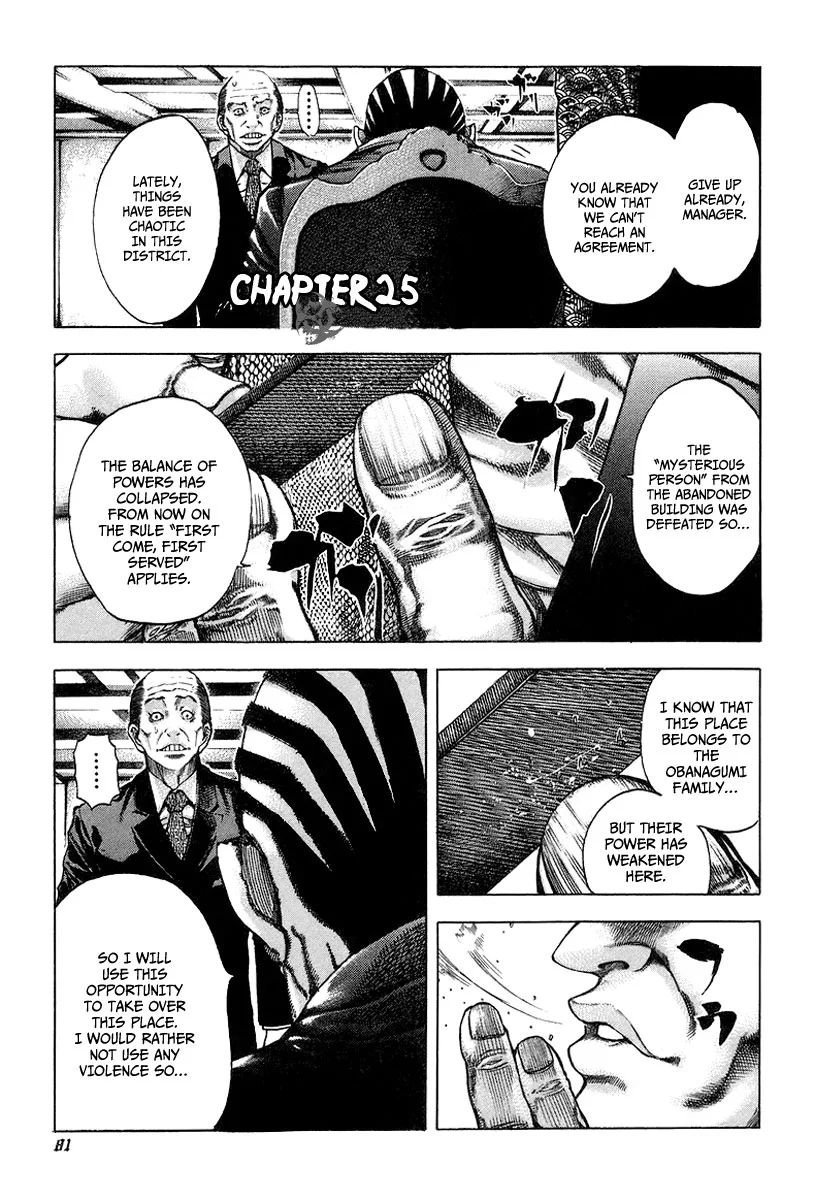 GIVE UP
ALREADY,
MANAGER.
YOU ALREADY
KNOW THAT
WE CAN'T
REACH AN
AGREEMENT.
......
LATELY,
THINGS
HAVE BEEN
CHAOTIC
IN THIS
DISTRICT.
CHAPTER 25
THE
"MYSTERIOUS
PERSON" FROM
THE ABANDONED
BUILDING WAS
DEFEATED SO...
THE BALANCE OF
POWERS HAS
COLLAPSED.
FROM NOW ON
THE RULE "FIRST
COME, FIRST
SERVED"
APPLIES.
I KNOW THAT
THIS PLACE
BELONGS TO
THE
OBANAGUMI
FAMILY...
BUT THEIR
POWER HAS
WEAKENED
HERE.
......
SO I WILL
USE THIS
OPPORTUNITY
TO TAKE OVER
THIS PLACE.
I WOULD RATHER
NOT USE ANY
VIOLENCE SO...
81